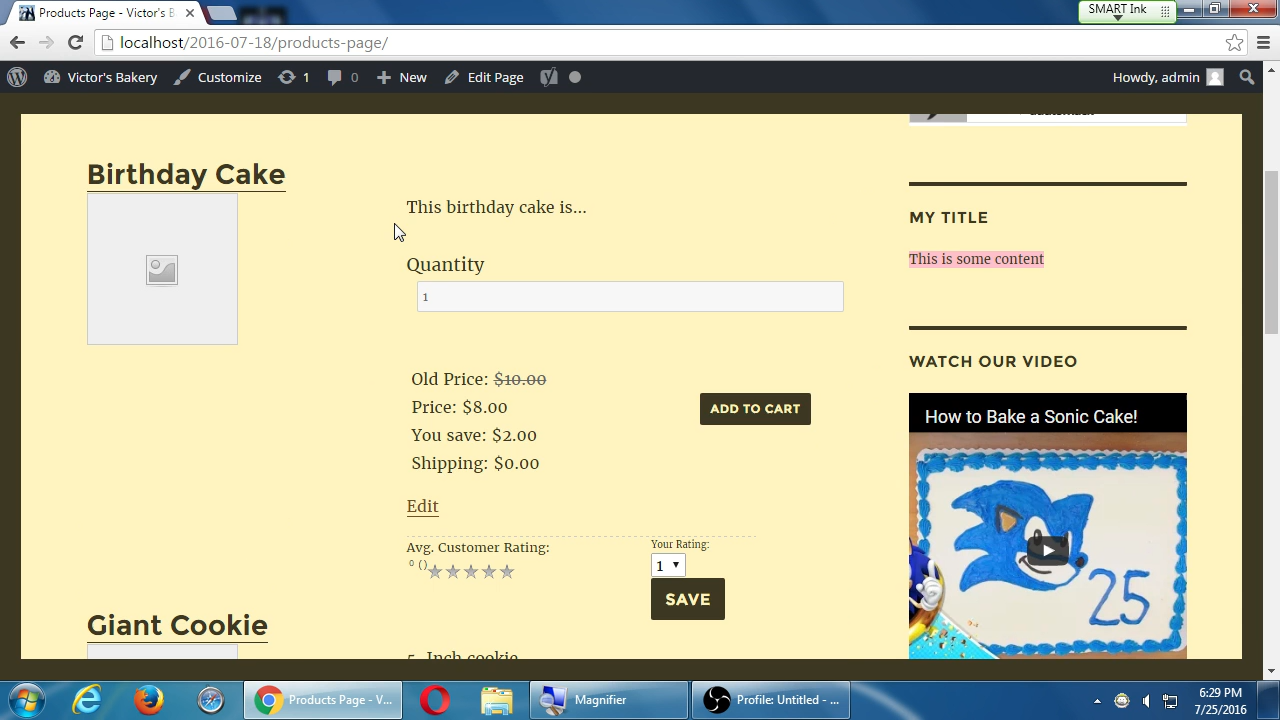 Products Page - Victor's B
SMART Ink
localhost/2016-07-18/products-page/
Victor's Bakery Customize 1 0 New Edit Page Howdy, admin
Birthday Cake
This birthday cake is...
Quantity
1
Old Price: $10.00
Price: $8.00
You save: $2.00
Shipping: $0.00
ADD TO CART
Edit
Avg. Customer Rating:
0 ()
Your Rating:
1
SAVE
Giant Cookie
5 Inch cookie
MY TITLE
This is some content
WATCH OUR VIDEO
How to Bake a Sonic Cake!
25
Products Page - V...
Magnifier
Profile: Untitled - ...
6:29 PM
7/25/2016